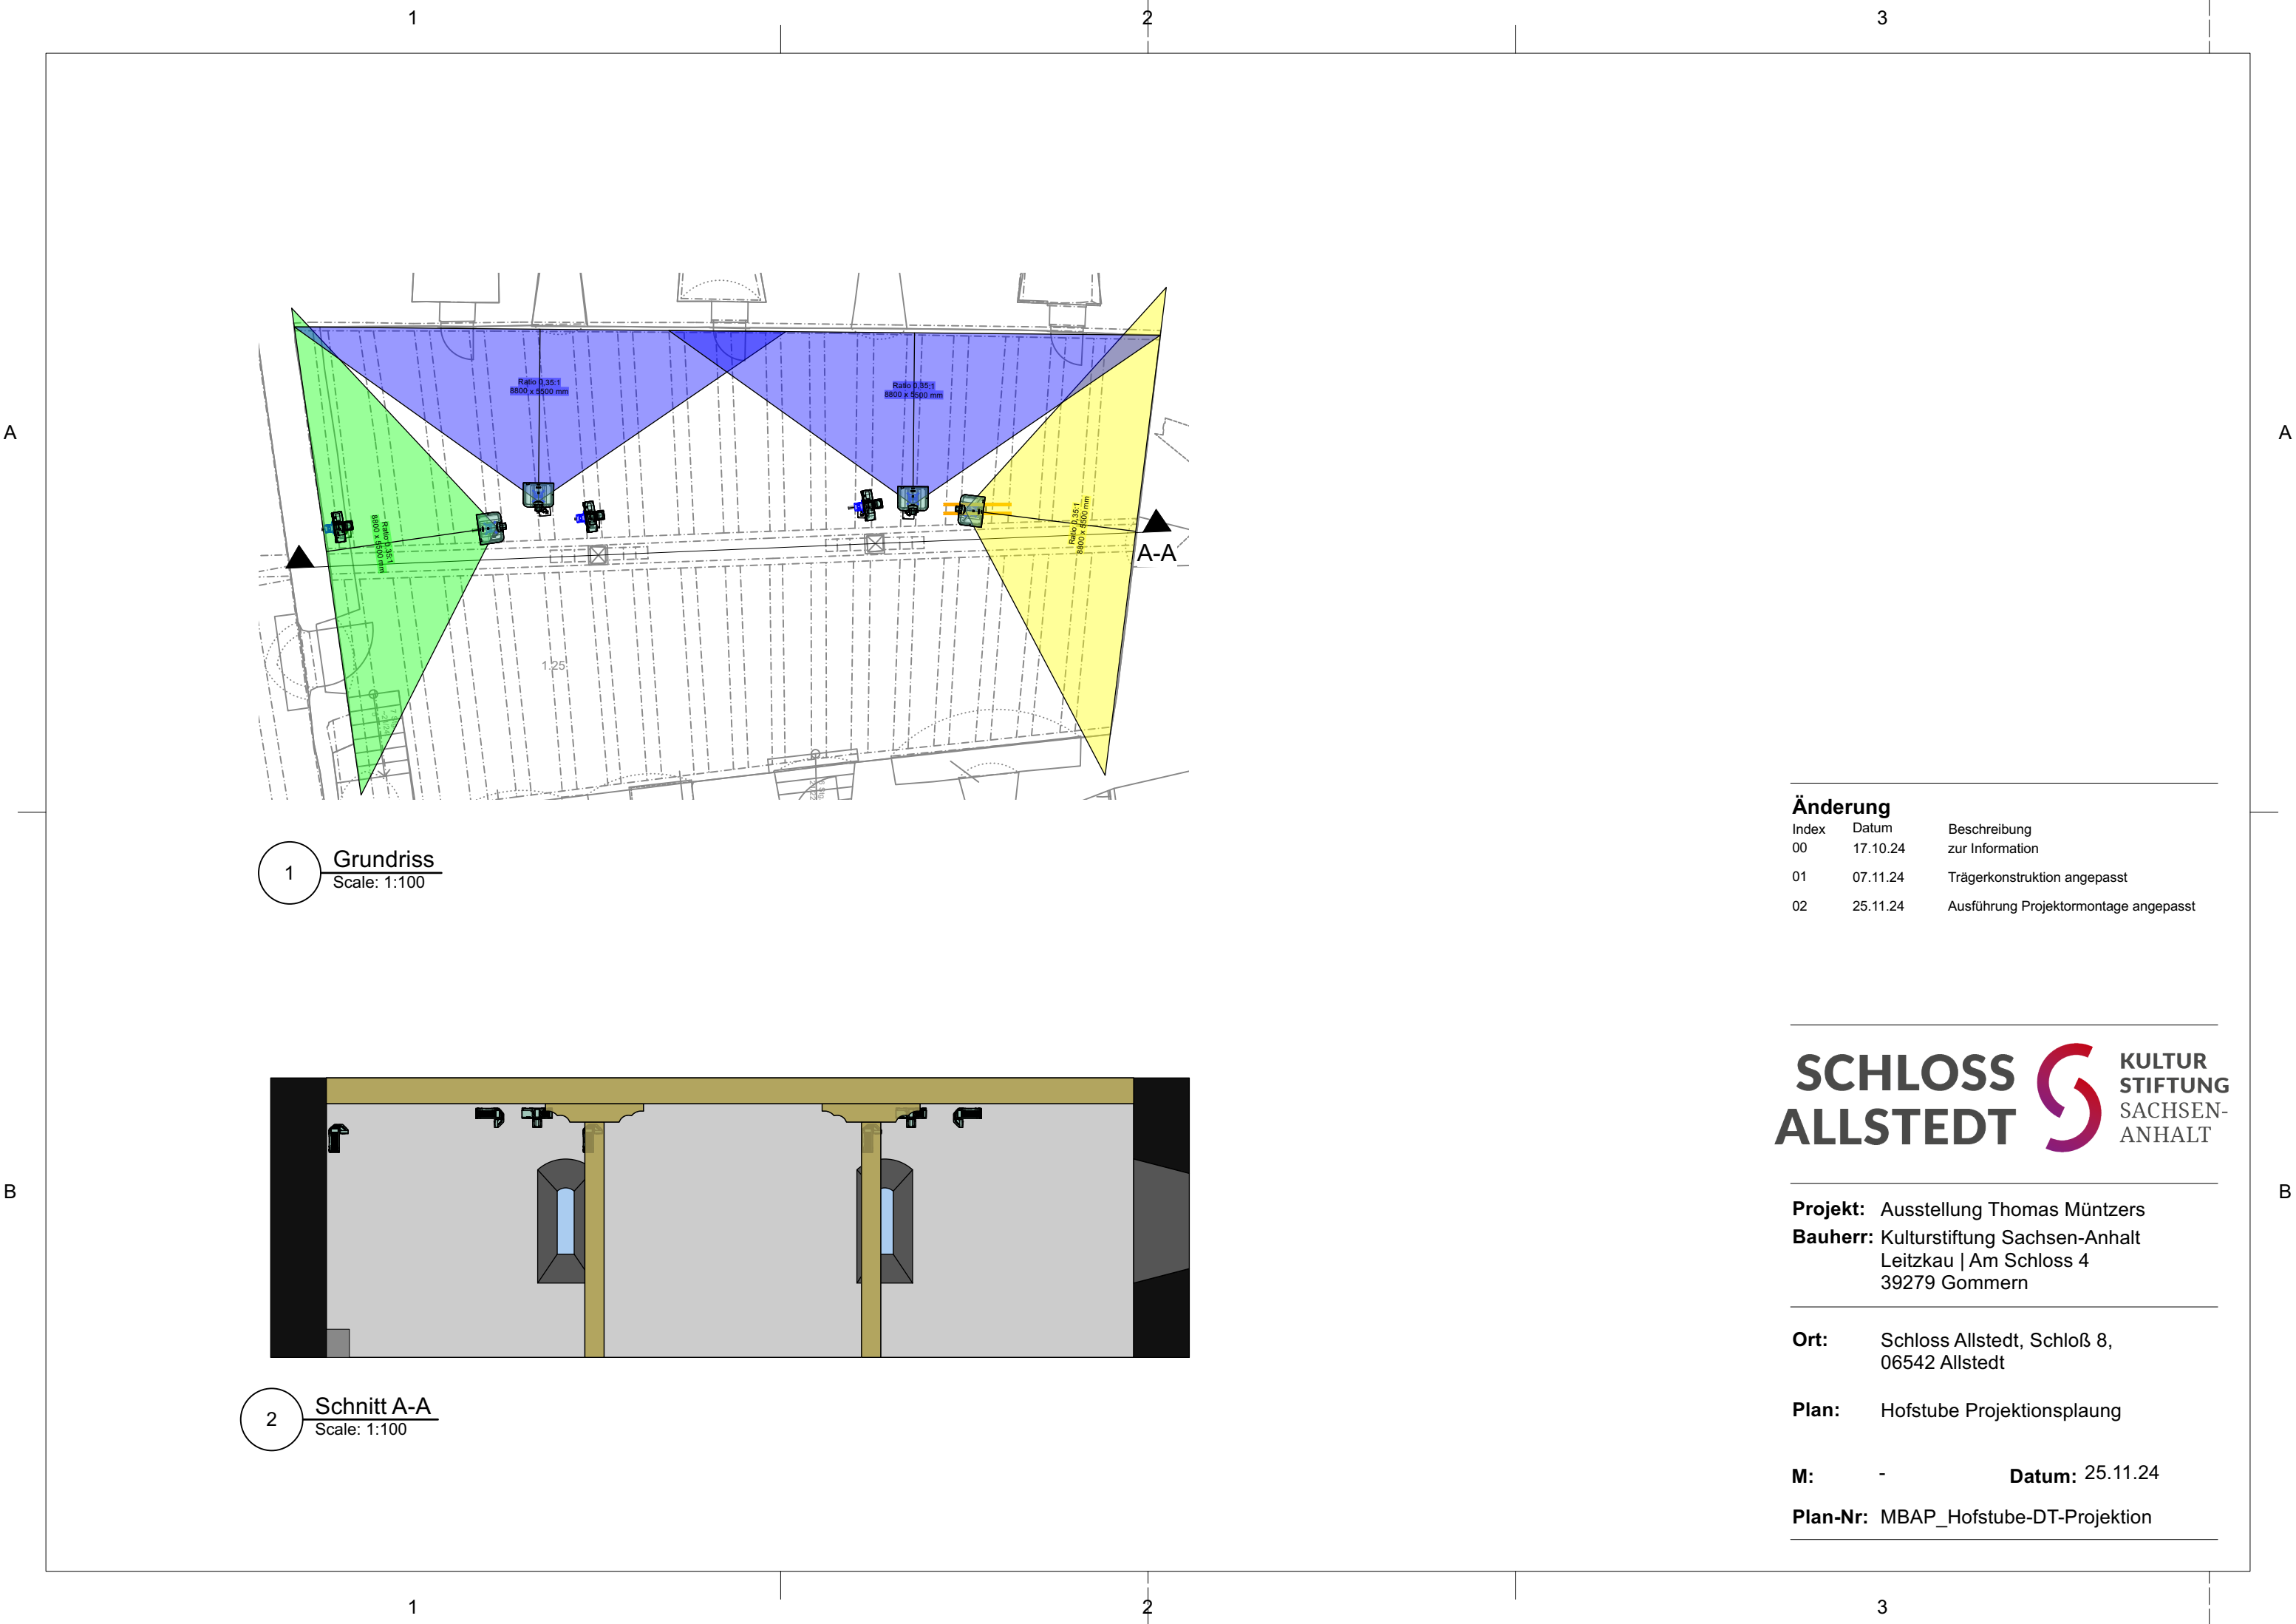 1
2
3
A
A
Ratio 0,35:1
8800 x 5500 mm
Ratio 0,35:1
8800 x 5500 mm
Ratio 0,35:1
8800 x 5500 mm
Ratio 0,35:1
8800 x 5500 mm
A-A
1.25
1
Grundriss
Scale: 1:100
Änderung
Index Datum Beschreibung
00 17.10.24 zur Information
01 07.11.24 Trägerkonstruktion angepasst
02 25.11.24 Ausführung Projektormontage angepasst
SCHLOSS
ALLSTEDT
KULTUR
STIFTUNG
SACHSEN-
ANHALT
B
B
Projekt: Ausstellung Thomas Müntzers
Bauherr: Kulturstiftung Sachsen-Anhalt
Leitzkau | Am Schloss 4
39279 Gommern
Ort: Schloss Allstedt, Schloß 8,
06542 Allstedt
2
Schnitt A-A
Scale: 1:100
Plan: Hofstube Projektionsplaung
M: - Datum: 25.11.24
Plan-Nr: MBAP_Hofstube-DT-Projektion
1
2
3